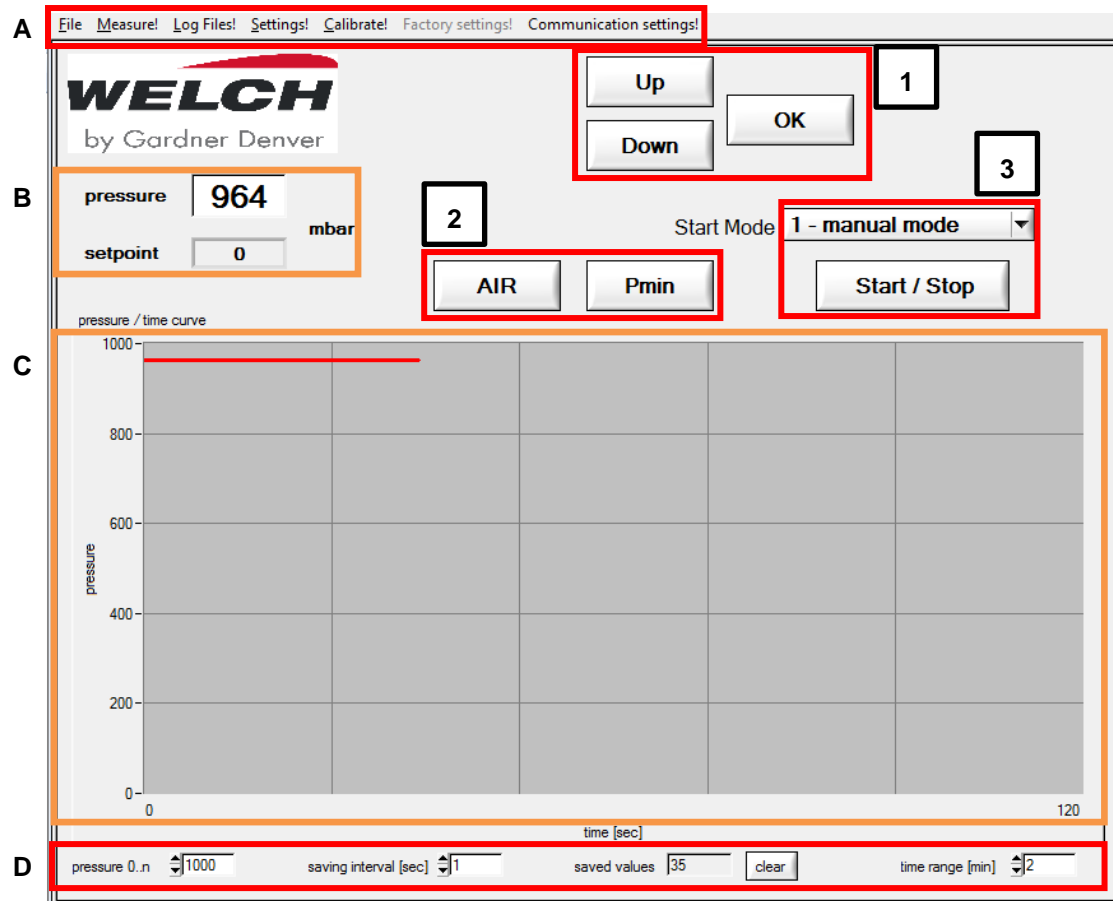 A
File Measure! Log Files! Settings! Calibrate! Factory settings! Communication settings!
WELCH
by Gardner Denver
Up
Down
OK
1
B
pressure 964
mbar
setpoint 0
2
3
Start Mode 1 - manual mode
AIR Pmin Start / Stop
pressure / time curve
C
1000
800
600
400
200
0
pressure
0 120
time [sec]
D
pressure 0..n 1000 saving interval [sec] 1 saved values 35 clear time range [min] 2